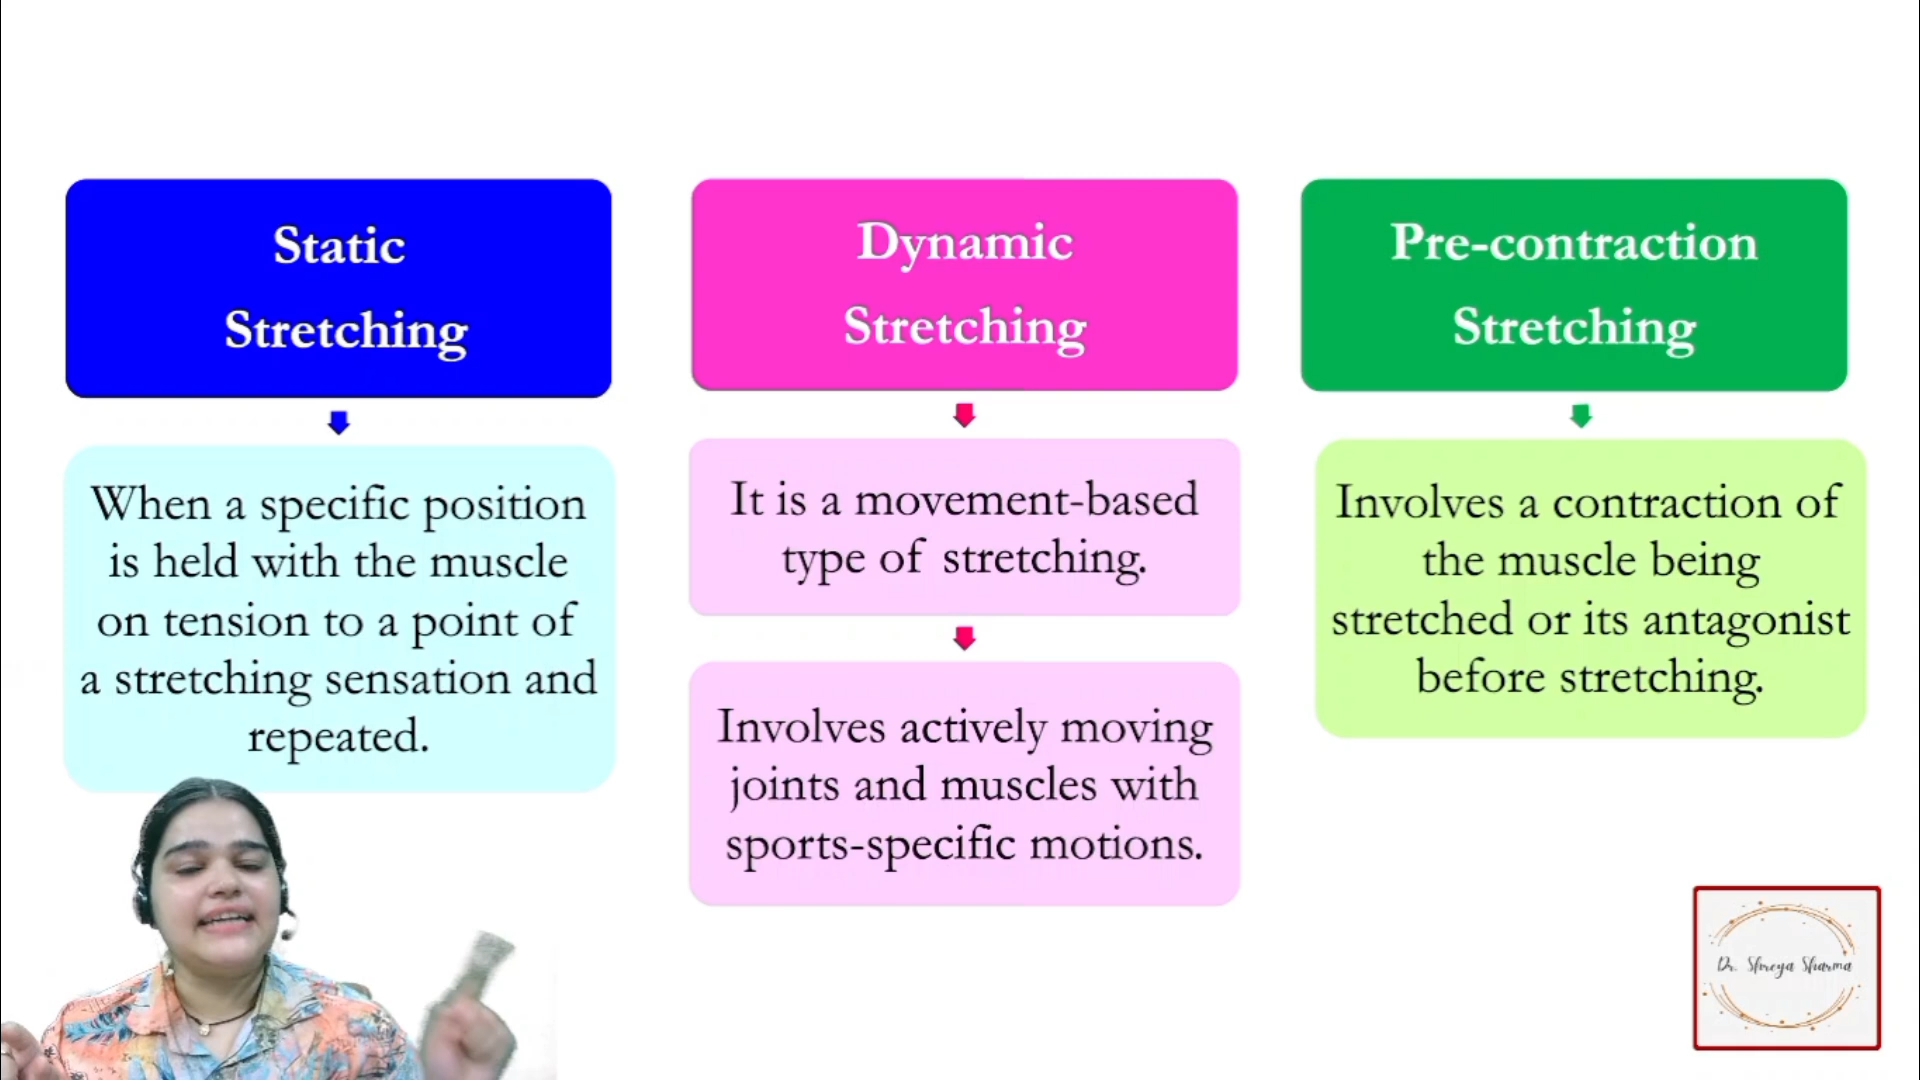 Static
Stretching
When a specific position
is held with the muscle
on tension to a point of
a stretching sensation and
repeated.
Dynamic
Stretching
It is a movement-based
type of stretching.
Involves actively moving
joints and muscles with
sports-specific motions.
Pre-contraction
Stretching
Involves a contraction of
the muscle being
stretched or its antagonist
before stretching.
Dr. Shreya Sharma